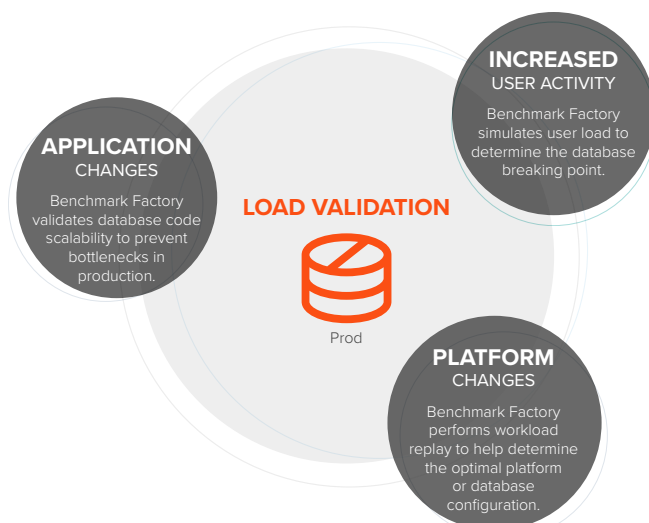 INCREASED
USER ACTIVITY
Benchmark Factory
simulates user load to
determine the database
breaking point.
APPLICATION
CHANGES
Benchmark Factory
validates database code
scalability to prevent
bottlenecks in
production.
LOAD VALIDATION
Prod
PLATFORM
CHANGES
Benchmark Factory
performs workload
replay to help determine
the optimal platform
or database
configuration.